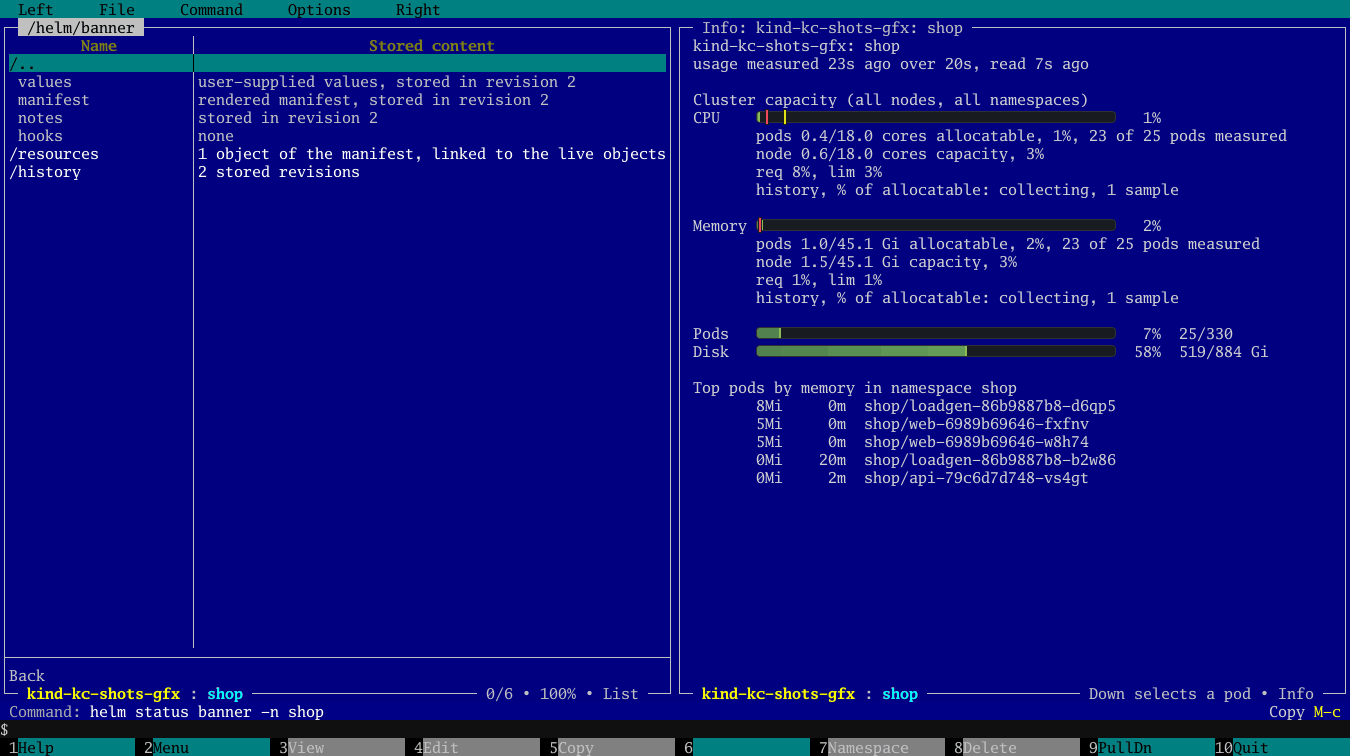 Left File Command Options Right
/helm/banner
Name Stored content
/..
values user-supplied values, stored in revision 2
manifest rendered manifest, stored in revision 2
notes stored in revision 2
hooks none
/resources 1 object of the manifest, linked to the live objects
/history 2 stored revisions
Back
kind-kc-shots-gfx : shop 0/6 • 100% • List
Info: kind-kc-shots-gfx: shop
kind-kc-shots-gfx: shop
usage measured 23s ago over 20s, read 7s ago
Cluster capacity (all nodes, all namespaces)
CPU 1%
pods 0.4/18.0 cores allocatable, 1%, 23 of 25 pods measured
node 0.6/18.0 cores capacity, 3%
req 8%, lim 3%
history, % of allocatable: collecting, 1 sample
Memory 2%
pods 1.0/45.1 Gi allocatable, 2%, 23 of 25 pods measured
node 1.5/45.1 Gi capacity, 3%
req 1%, lim 1%
history, % of allocatable: collecting, 1 sample
Pods 7% 25/330
Disk 58% 519/884 Gi
Top pods by memory in namespace shop
8Mi 0m shop/loadgen-86b9887b8-d6qp5
5Mi 0m shop/web-6989b69646-fxfnv
5Mi 0m shop/web-6989b69646-w8h74
0Mi 20m shop/loadgen-86b9887b8-b2w86
0Mi 2m shop/api-79c6d7d748-vs4gt
kind-kc-shots-gfx : shop Down selects a pod • Info
Command: helm status banner -n shop Copy M-c
$
1Help 2Menu 3View 4Edit 5Copy 6 7Namespace 8Delete 9PullDn 10Quit